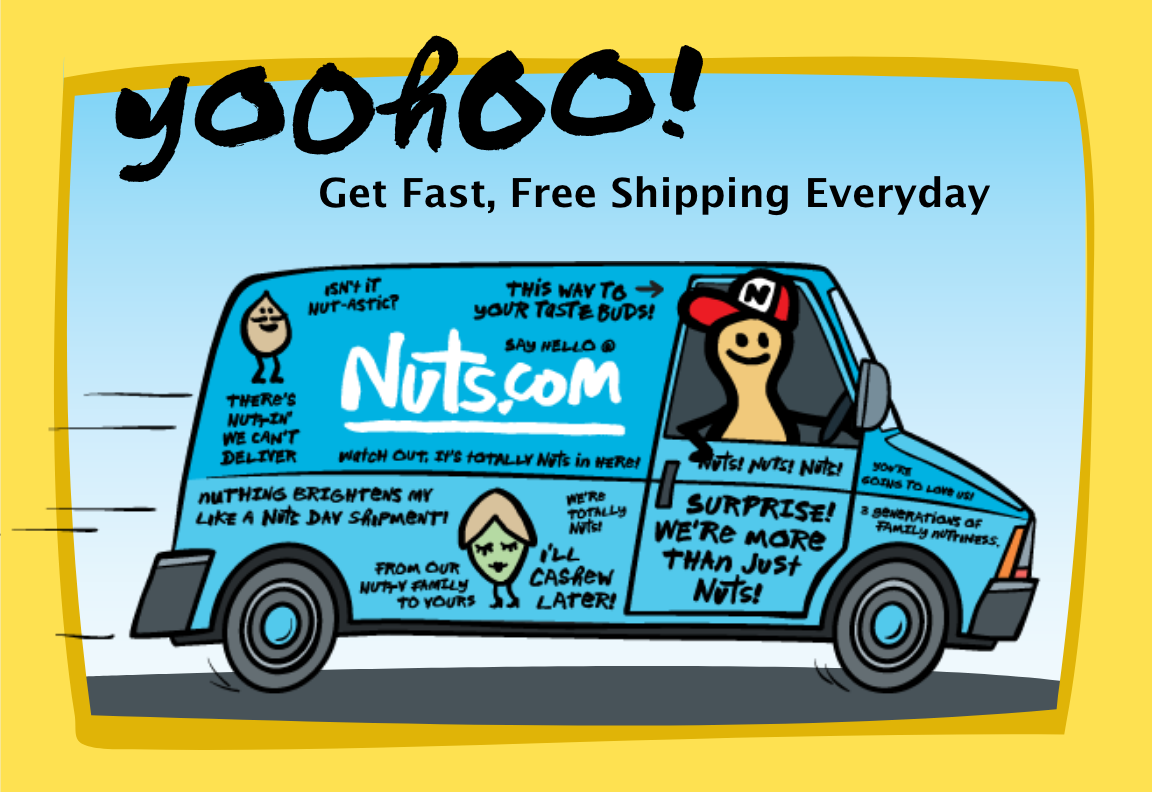 yoohoo!
Get Fast, Free Shipping Everyday
ISN'T IT
NUT-ASTIC?
THIS WAY TO →
YOUR TASTE BUDS!
SAY HELLO @
Nuts.com
THERE'S
NUT-IN'
WE CAN'T
DELIVER
WATCH OUT, IT'S TOTALLY NUTS IN HERE!
N
NUTS! NUTS! NUTS!
YOU'RE
GOING TO LOVE US!
NUTHING BRIGHTENS MY
LIKE A NUTS DAY SHIPMENT!
WE'RE
TOTALLY
NUTS!
FROM OUR
NUTTY FAMILY
TO YOURS
I'LL
CASHEW
LATER!
SURPRISE!
WE'RE MORE
THAN JUST
NUTS!
3 GENERATIONS OF
FAMILY NUTTINESS.